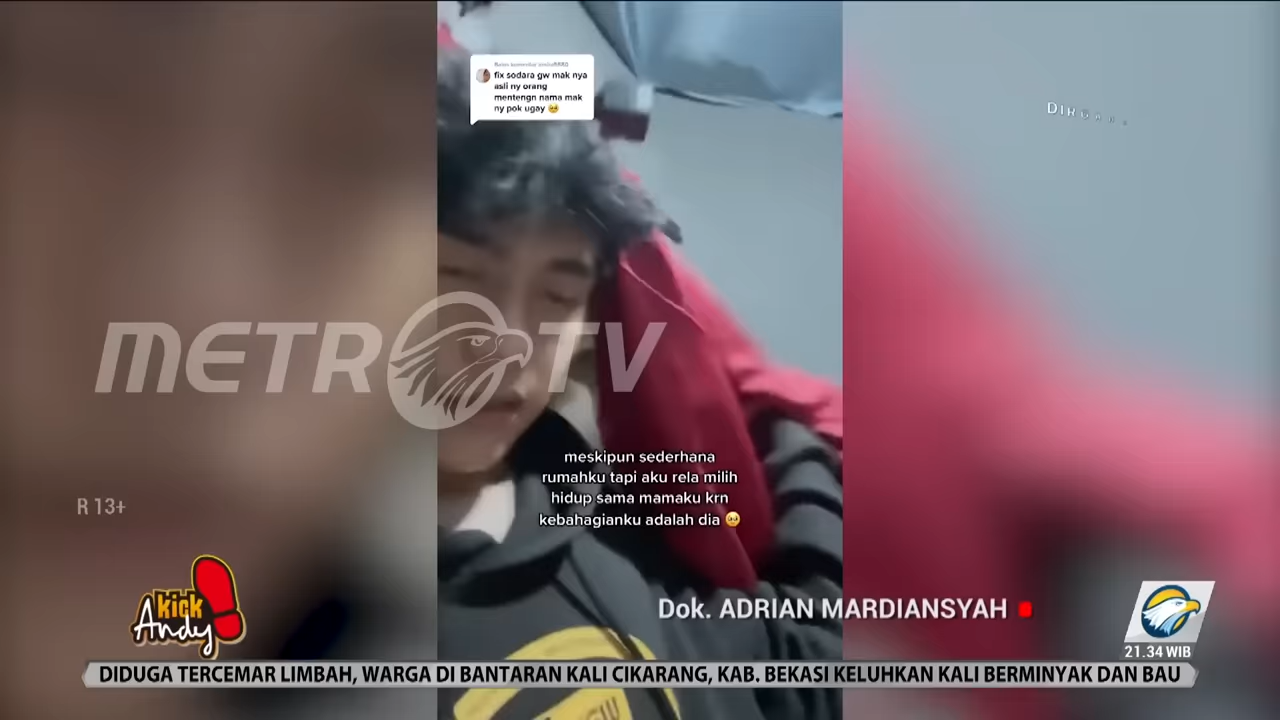 fix sodara gw mak nya
asli ny orang
mentengn nama mak
ny pok ugay 🥹
METRO TV
meskipun sederhana
rumahku tapi aku rela milih
hidup sama mamaku krn
kebahagianku adalah dia 🥹
R 13+
kick
Andy
Dok. ADRIAN MARDIANSYAH
21.34 WIB
DIDUGA TERCEMAR LIMBAH, WARGA DI BANTARAN KALI CIKARANG, KAB. BEKASI KELUHKAN KALI BERMINYAK DAN BAU